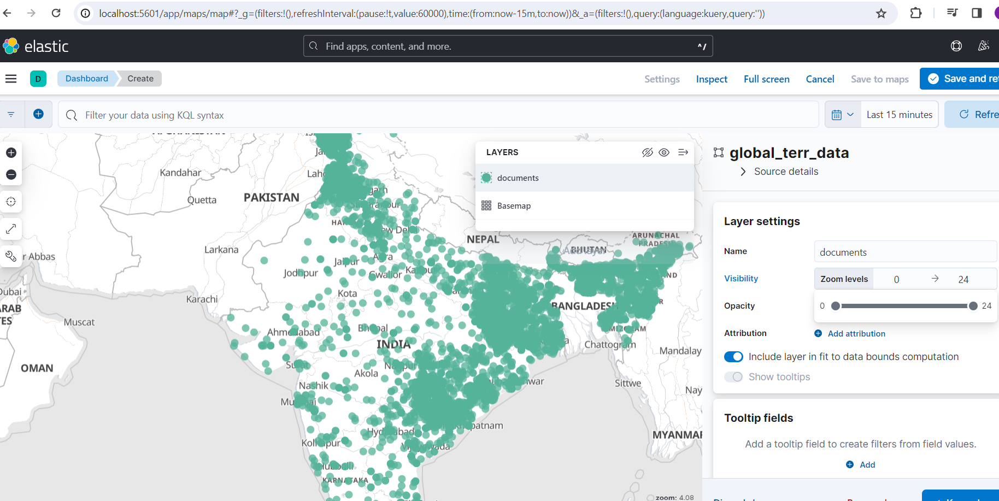 localhost:5601/app/maps/map#?_g=(filters:!(),refreshInterval:(pause:!t,value:60000),time:(from:now-15m,to:now))&_a=(filters:!(),query:(language:kuery,query:''))
elastic
Find apps, content, and more.
^/
D
Dashboard
Create
Settings
Inspect
Full screen
Cancel
Save to maps
Save and re
Filter your data using KQL syntax
Last 15 minutes
Refre
LAYERS
documents
Basemap
Add layer
global_terr_data
Source details
Layer settings
Name
documents
Visibility
Zoom levels
0
→
24
Opacity
0
24
Attribution
Add attribution
Include layer in fit to data bounds computation
Show tooltips
Tooltip fields
Add a tooltip field to create filters from field values.
Add
Kandahar
Quetta
PAKISTAN
Larkana
r Abbas
Dubai
ARAB
ES
Karachi
Muscat
OMAN
NEPAL
ARUNACHAL
PRADESH
BHUTAN
Jaipur
Agra
Jodhpur
Gwalior
Kota
BANGLADESH
MIZORAM
Ahmedabad
Bhopal
INDIA
Chattogram
Mandalay
Akola
Nashik
Sittwe
Nay
Kolhapur
MYANMAR
KARNATAKA
zoom: 4.08